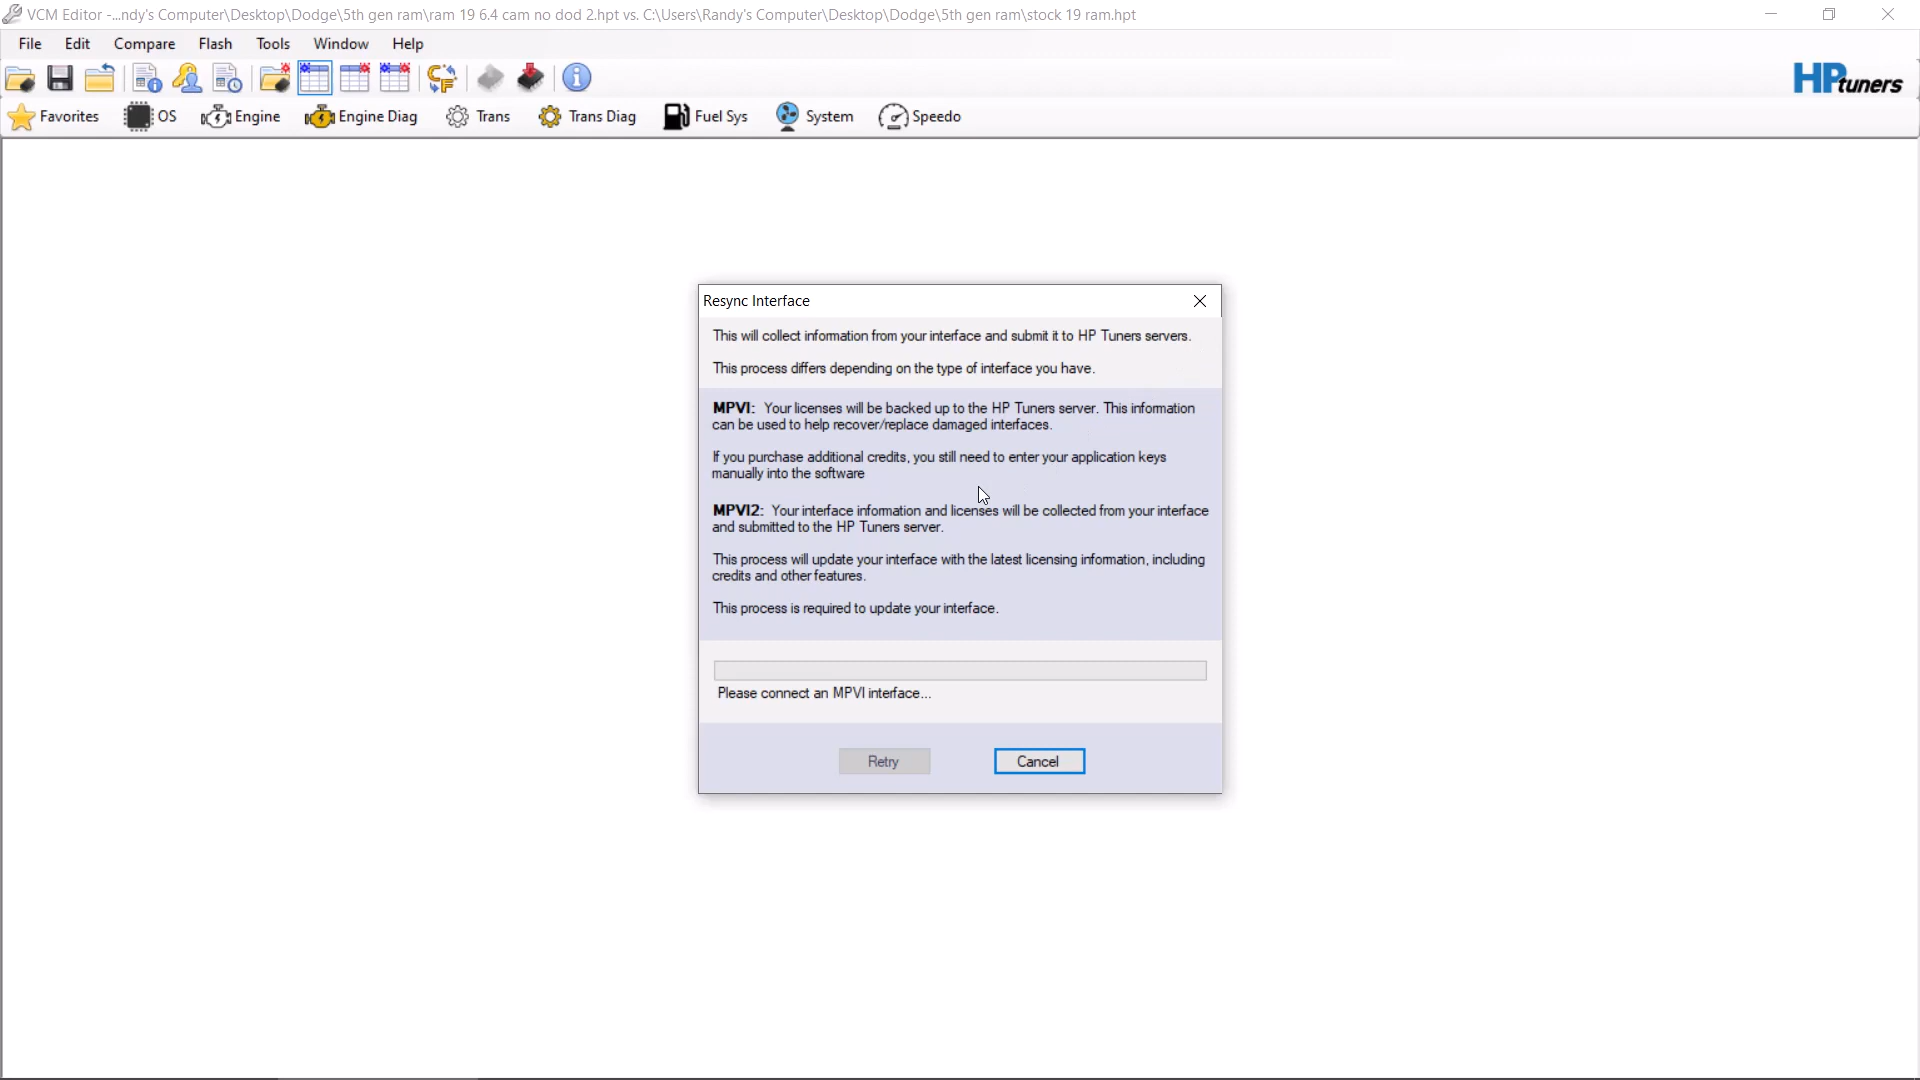 VCM Editor -...ndy's Computer\Desktop\Dodge\5th gen ram\ram 19 6.4 cam no dod 2.hpt vs. C:\Users\Randy's Computer\Desktop\Dodge\5th gen ram\stock 19 ram.hpt
File Edit Compare Flash Tools Window Help
HPtuners
Favorites OS Engine Engine Diag Trans Trans Diag Fuel Sys System Speedo
Resync Interface
This will collect information from your interface and submit it to HP Tuners servers.
This process differs depending on the type of interface you have.
MPVI: Your licenses will be backed up to the HP Tuners server. This information
can be used to help recover/replace damaged interfaces.
If you purchase additional credits, you still need to enter your application keys
manually into the software
MPVI2: Your interface information and licenses will be collected from your interface
and submitted to the HP Tuners server.
This process will update your interface with the latest licensing information, including
credits and other features.
This process is required to update your interface.
Please connect an MPVI interface...
Retry Cancel